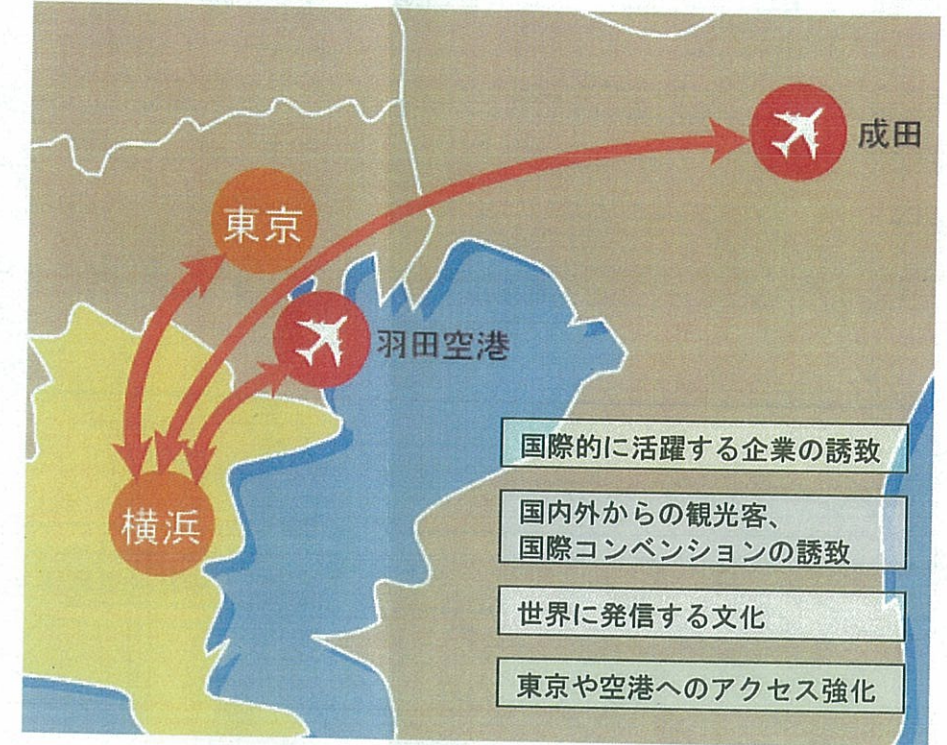 成田
東京
羽田空港
横浜
国際的に活躍する企業の誘致
国内外からの観光客、
国際コンベンションの誘致
世界に発信する文化
東京や空港へのアクセス強化